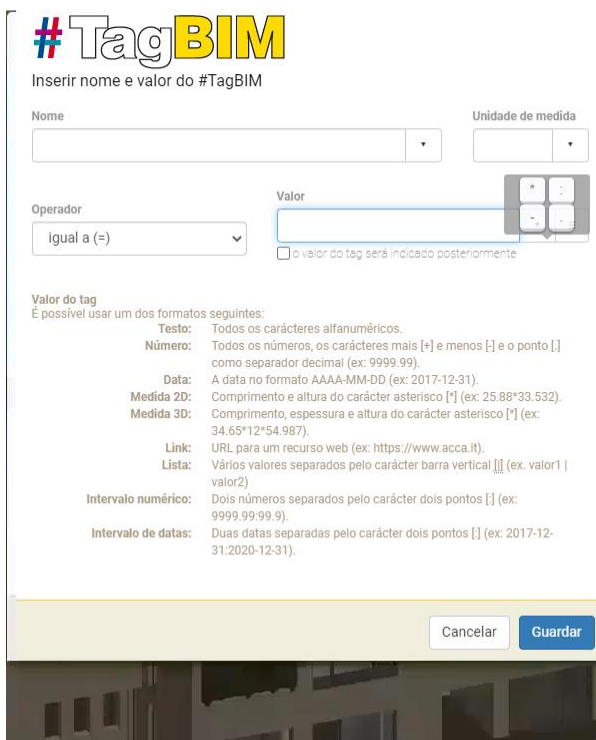 #TagBIM
Inserir nome e valor do #TagBIM
Nome
Unidade de medida
Operador
Valor
* :
- .
igual a (=)
o valor do tag será indicado posteriormente
Valor do tag
É possível usar um dos formatos seguintes:
Testo: Todos os carácteres alfanuméricos.
Número: Todos os números, os carácteres mais [+] e menos [-] e o ponto [.]
como separador decimal (ex: 9999.99).
Data: A data no formato AAAA-MM-DD (ex: 2017-12-31).
Medida 2D: Comprimento e altura do carácter asterisco [*] (ex: 25.88*33.532).
Medida 3D: Comprimento, espessura e altura do carácter asterisco [*] (ex:
34.65*12*54.987).
Link: URL para um recurso web (ex: https://www.acca.it).
Lista: Vários valores separados pelo carácter barra vertical [|] (ex. valor1 |
valor2)
Intervalo numérico: Dois números separados pelo carácter dois pontos [:] (ex:
9999.99:99.9).
Intervalo de datas: Duas datas separadas pelo carácter dois pontos [:] (ex: 2017-12-
31:2020-12-31).
Cancelar Guardar